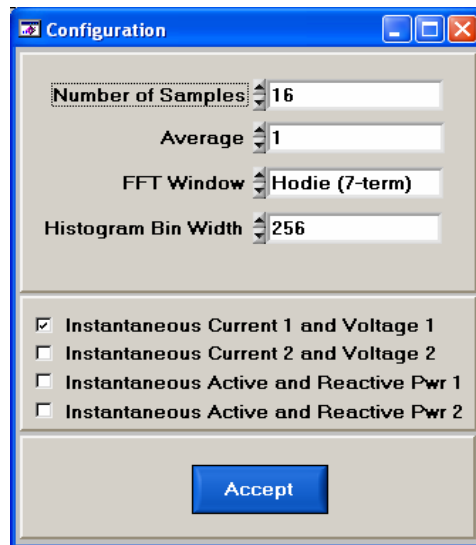 Configuration
Number of Samples 16
Average 1
FFT Window Hodie (7-term)
Histogram Bin Width 256
Instantaneous Current 1 and Voltage 1
Instantaneous Current 2 and Voltage 2
Instantaneous Active and Reactive Pwr 1
Instantaneous Active and Reactive Pwr 2
Accept